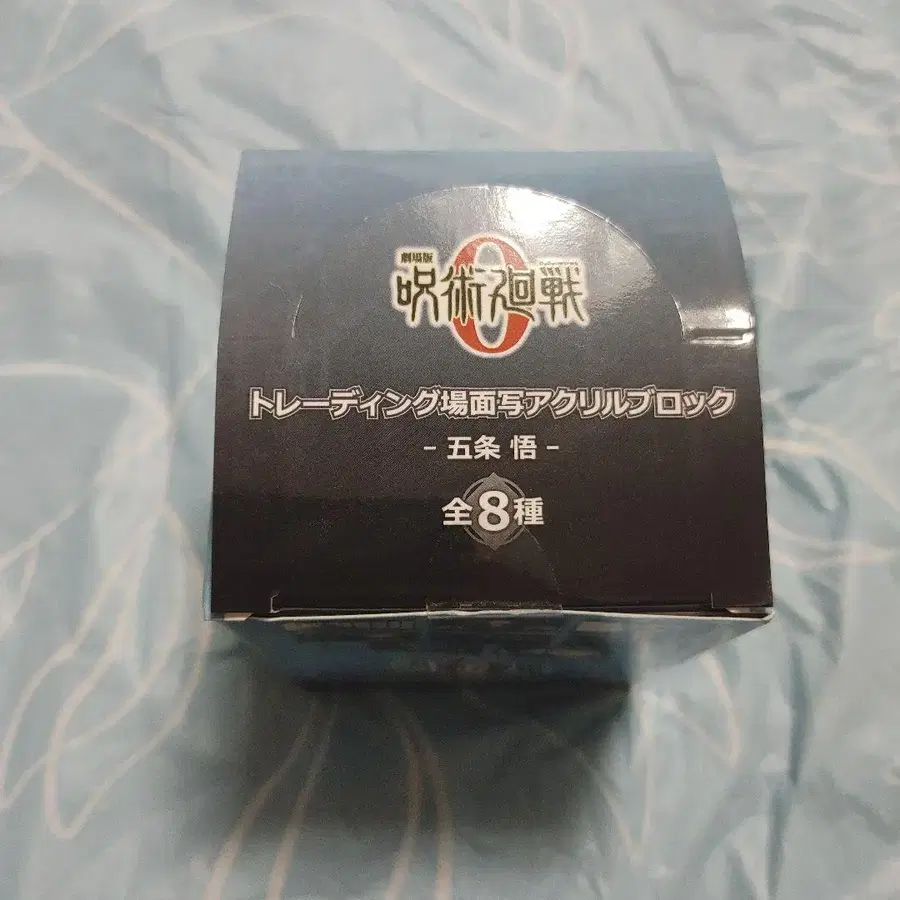 劇場版
呪術廻戦
0
トレーディング場面写アクリルブロック
- 五条 悟 -
全8種